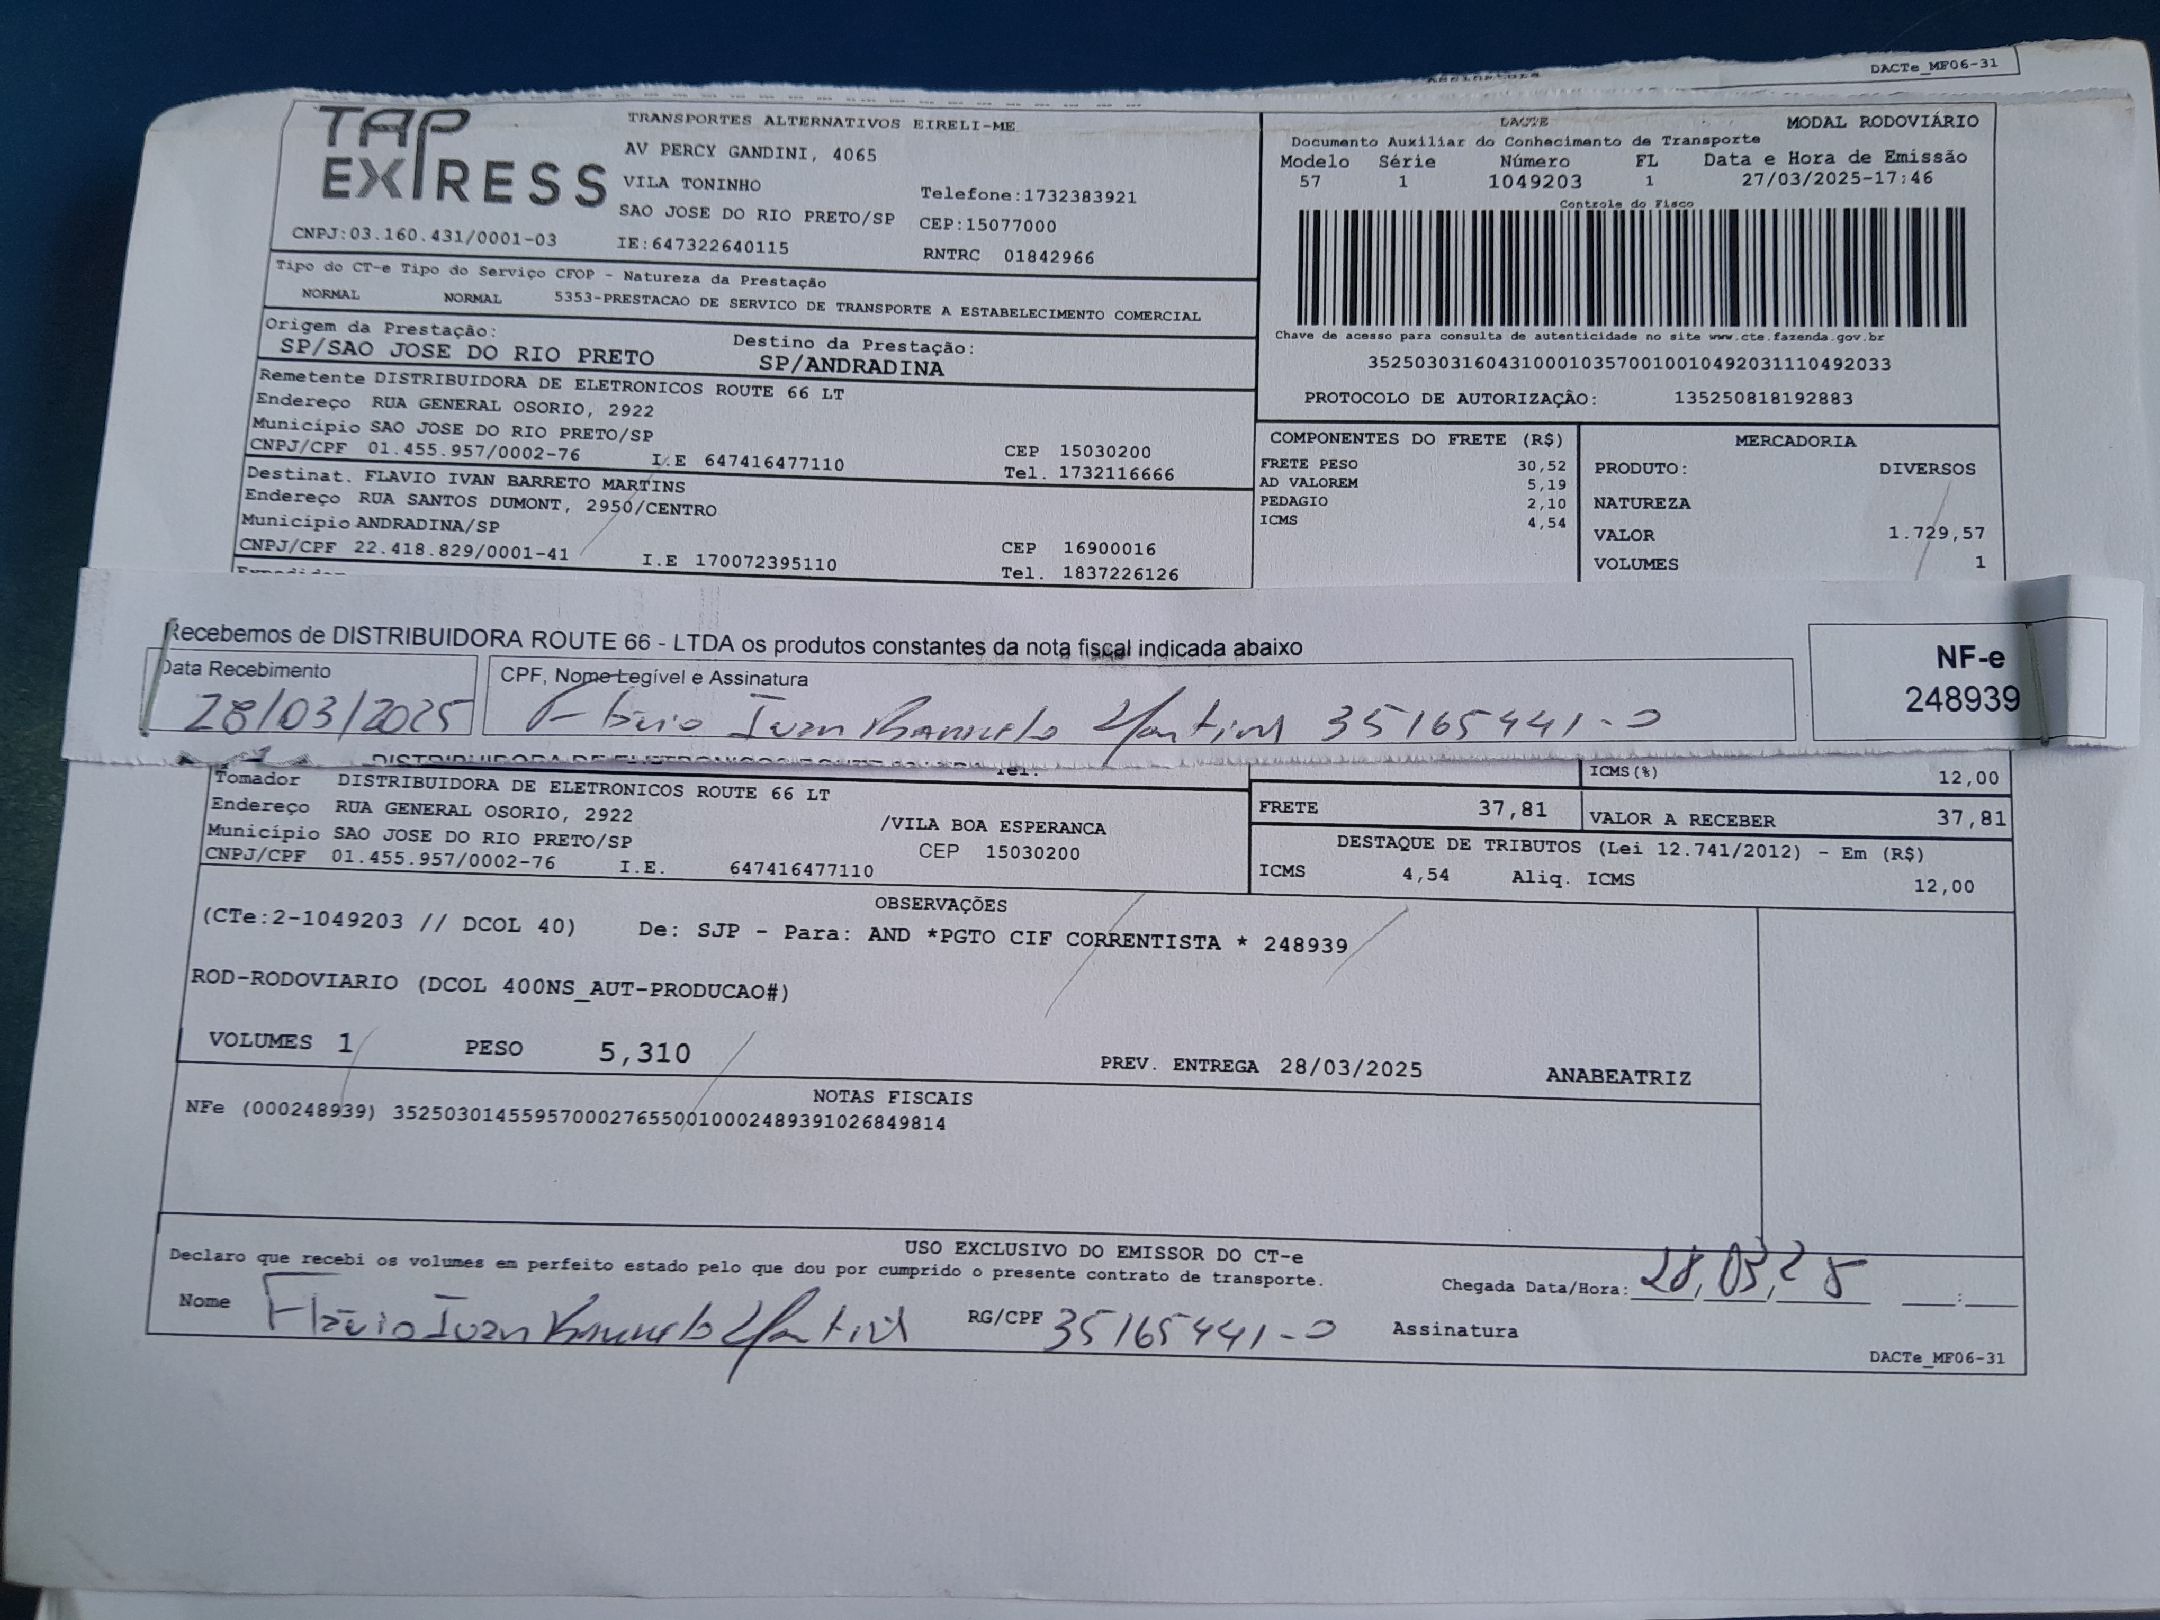 DACTe_MF06-31
TAP EXPRESS
TRANSPORTES ALTERNATIVOS EIRELI-ME
AV PERCY GANDINI, 4065
VILA TONINHO
Telefone:1732383921
SAO JOSE DO RIO PRETO/SP CEP:15077000
CNPJ:03.160.431/0001-03 IE:647322640115 RNTRC 01842966
DACTE MODAL RODOVIÁRIO
Documento Auxiliar do Conhecimento de Transporte
Modelo Série Número FL Data e Hora de Emissão
57 1 1049203 1 27/03/2025-17:46
Controle do Fisco
Chave de acesso para consulta de autenticidade no site www.cte.fazenda.gov.br
35250303160431000103570010010492031110492033
PROTOCOLO DE AUTORIZAÇÃO: 135250818192883
Tipo do CT-e Tipo do Serviço CFOP - Natureza da Prestação
NORMAL NORMAL 5353-PRESTACAO DE SERVICO DE TRANSPORTE A ESTABELECIMENTO COMERCIAL
Origem da Prestação: Destino da Prestação:
SP/SAO JOSE DO RIO PRETO SP/ANDRADINA
Remetente DISTRIBUIDORA DE ELETRONICOS ROUTE 66 LT
Endereço RUA GENERAL OSORIO, 2922
Município SAO JOSE DO RIO PRETO/SP CEP 15030200
CNPJ/CPF 01.455.957/0002-76 I.E 647416477110 Tel. 1732116666
Destinat. FLAVIO IVAN BARRETO MARTINS
Endereço RUA SANTOS DUMONT, 2950/CENTRO
Município ANDRADINA/SP CEP 16900016
CNPJ/CPF 22.418.829/0001-41 I.E 170072395110 Tel. 1837226126
COMPONENTES DO FRETE (R$)
FRETE PESO 30,52
AD VALOREM 5,19
PEDAGIO 2,10
ICMS 4,54
MERCADORIA
PRODUTO: DIVERSOS
NATUREZA
VALOR 1.729,57
VOLUMES 1
Recebemos de DISTRIBUIDORA ROUTE 66 - LTDA os produtos constantes da nota fiscal indicada abaixo
Data Recebimento CPF, Nome Legível e Assinatura
28/03/2025 Flávio Ivan Barreto Martins 35165441-0
NF-e
248939
DISTRIBUIDORA DE ELETRONICOS ROUTE 66 LT Tel.
Tomador DISTRIBUIDORA DE ELETRONICOS ROUTE 66 LT
Endereço RUA GENERAL OSORIO, 2922 /VILA BOA ESPERANCA
Município SAO JOSE DO RIO PRETO/SP CEP 15030200
CNPJ/CPF 01.455.957/0002-76 I.E. 647416477110
ICMS(%) 12,00
FRETE 37,81 VALOR A RECEBER 37,81
DESTAQUE DE TRIBUTOS (Lei 12.741/2012) - Em (R$)
ICMS 4,54 Aliq. ICMS 12,00
OBSERVAÇÕES
(CTe:2-1049203 // DCOL 40) De: SJP - Para: AND *PGTO CIF CORRENTISTA * 248939
ROD-RODOVIARIO (DCOL 400NS_AUT-PRODUCAO#)
VOLUMES 1 PESO 5,310 PREV. ENTREGA 28/03/2025 ANABEATRIZ
NOTAS FISCAIS
NFe (000248939) 35250301455957000276550010002489391026849814
USO EXCLUSIVO DO EMISSOR DO CT-e
Declaro que recebi os volumes em perfeito estado pelo que dou por cumprido o presente contrato de transporte.
Chegada Data/Hora: 28,03,25 :
Nome Flávio Ivan Barreto Martins RG/CPF 35165441-0 Assinatura
DACTe_MF06-31